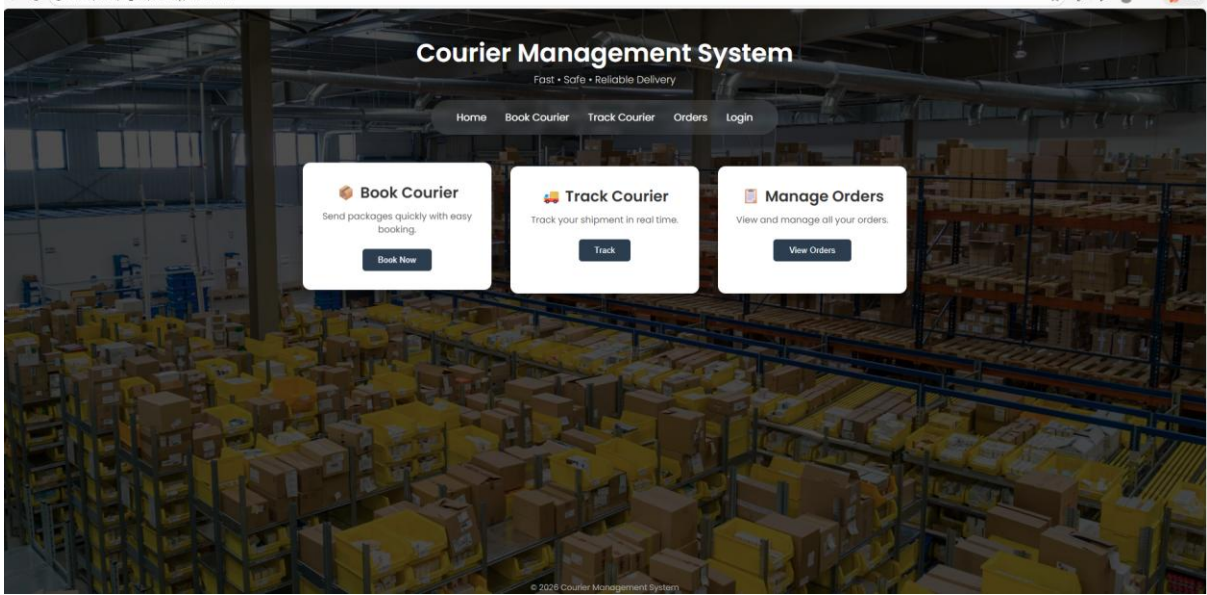 Courier Management System
Fast • Safe • Reliable Delivery
Home Book Courier Track Courier Orders Login
📦 Book Courier
Send packages quickly with easy
booking.
Book Now
🚚 Track Courier
Track your shipment in real time.
Track
📋 Manage Orders
View and manage all your orders.
View Orders
© 2026 Courier Management System